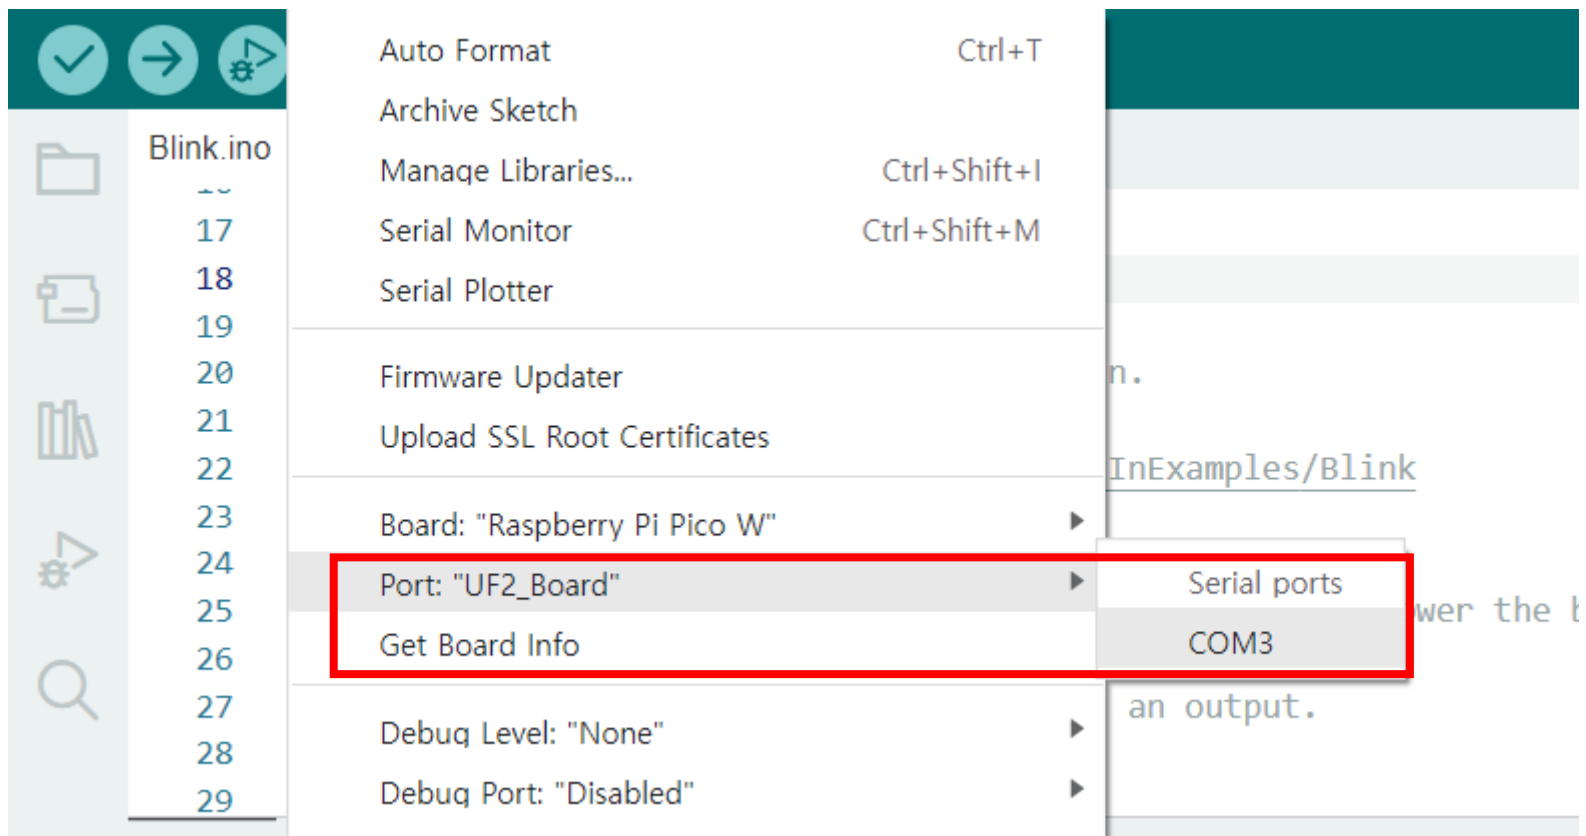 Auto Format Ctrl+T
Archive Sketch
Blink.ino
Manage Libraries... Ctrl+Shift+I
17
Serial Monitor Ctrl+Shift+M
18
Serial Plotter
19
20
Firmware Updater
n.
21
Upload SSL Root Certificates
22
InExamples/Blink
23
Board: "Raspberry Pi Pico W"
24
Port: "UF2_Board"
Serial ports
25
wer the b
26
Get Board Info
COM3
27
an output.
28
Debug Level: "None"
29
Debug Port: "Disabled"